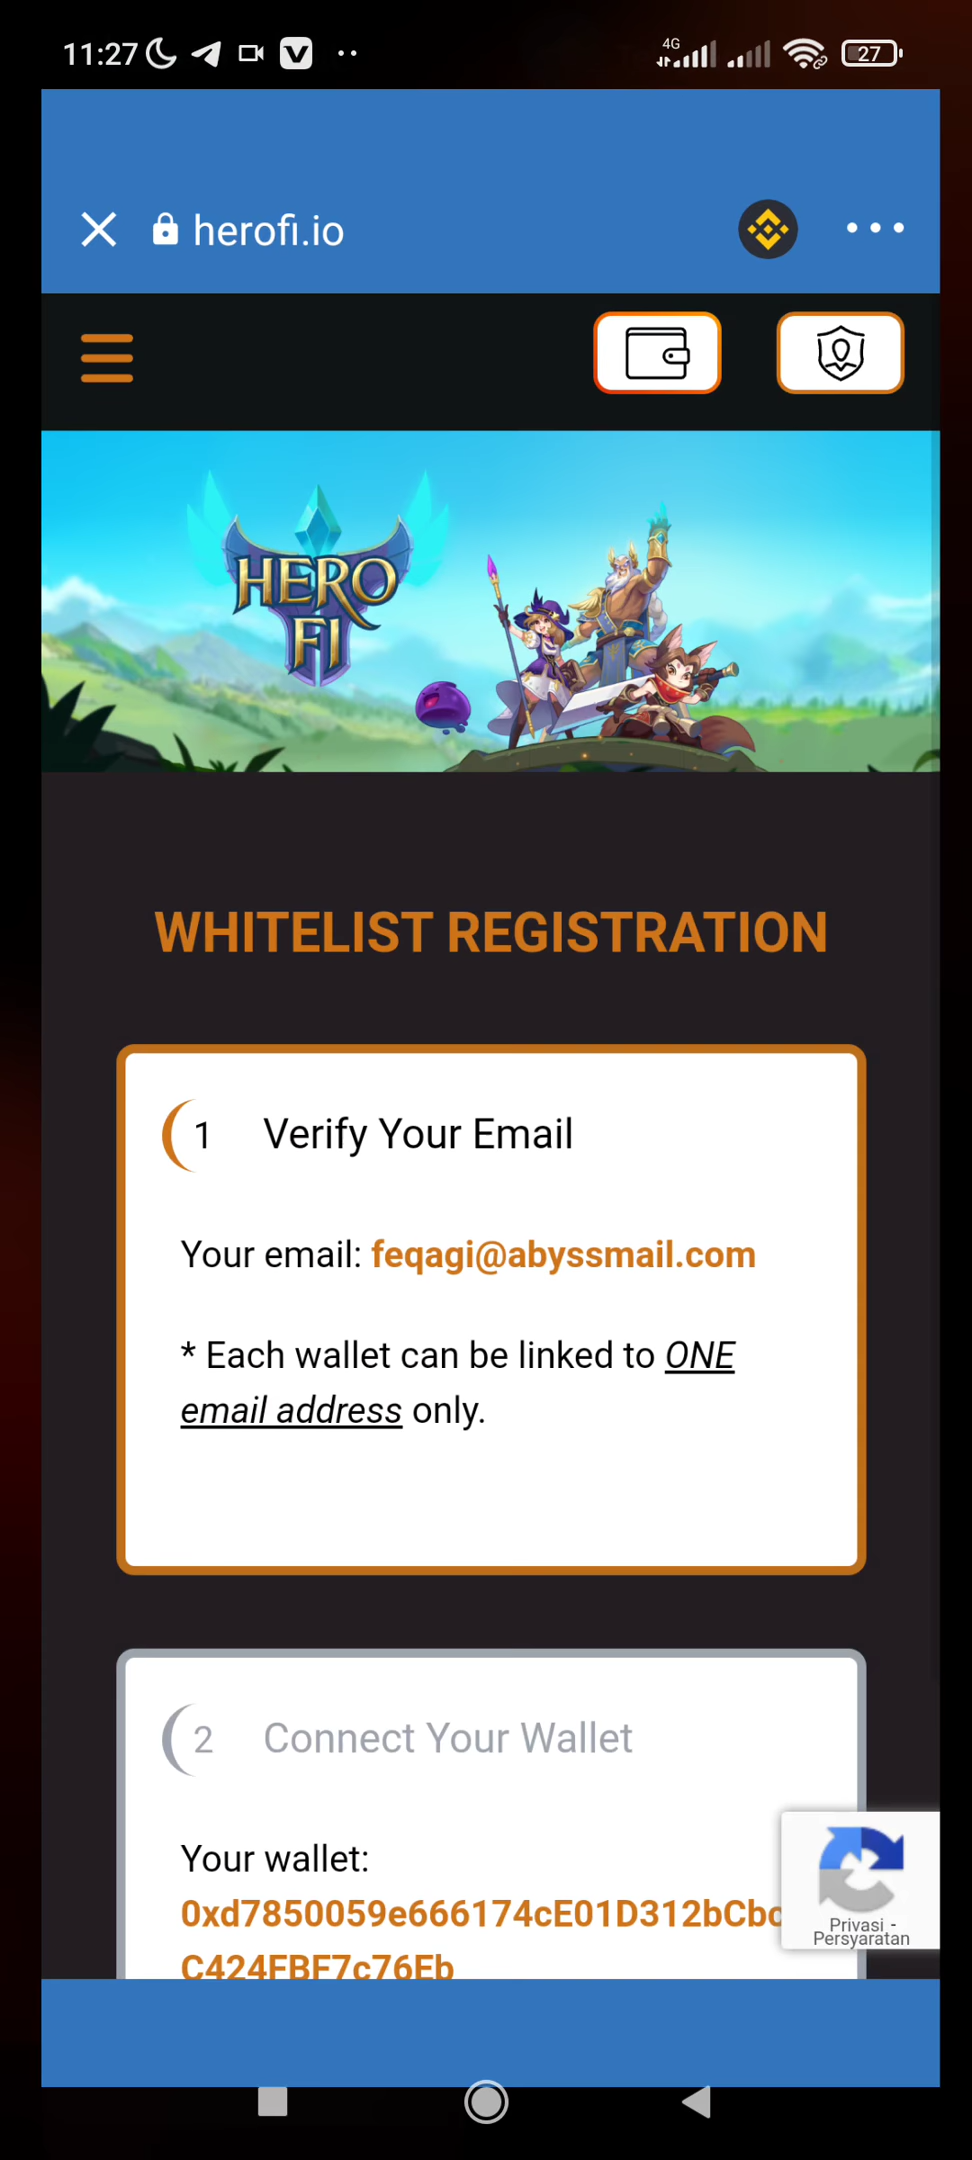 11:27
4G
27
herofi.io
HERO
FI
WHITELIST REGISTRATION
1 Verify Your Email
Your email: feqagi@abyssmail.com
* Each wallet can be linked to ONE
email address only.
2 Connect Your Wallet
Your wallet:
0xd7850059e666174cE01D312bCbc
C424FBF7c76Eb
Privasi -
Persyaratan